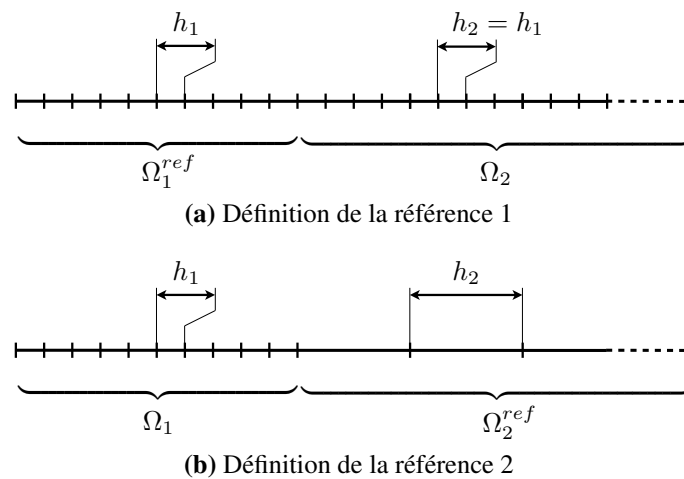 h₁ h₂ = h₁
Ω₁ʳᵉᶠ Ω₂
(a) Définition de la référence 1
h₁ h₂
Ω₁ Ω₂ʳᵉᶠ
(b) Définition de la référence 2